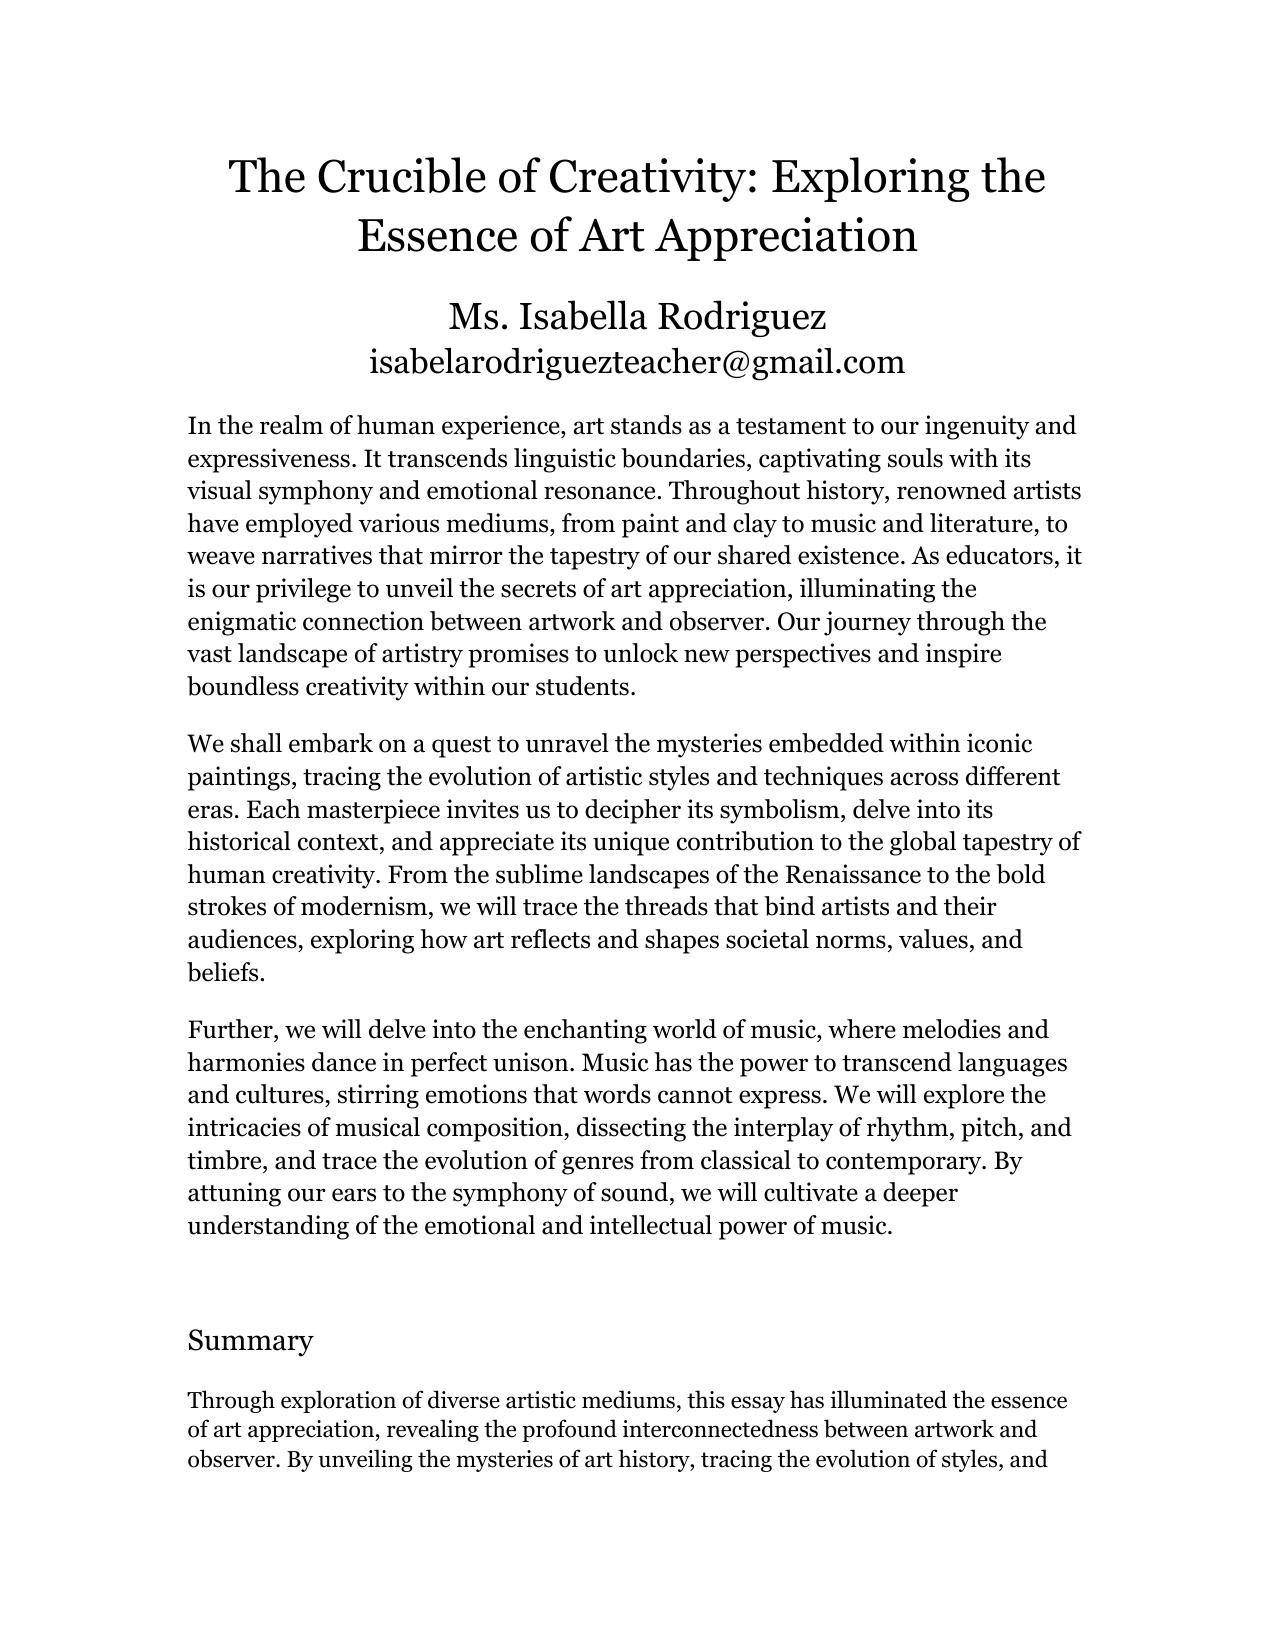 The Crucible of Creativity: Exploring the
Essence of Art Appreciation
Ms. Isabella Rodriguez
isabelarodriguezteacher@gmail.com
In the realm of human experience, art stands as a testament to our ingenuity and
expressiveness. It transcends linguistic boundaries, captivating souls with its
visual symphony and emotional resonance. Throughout history, renowned artists
have employed various mediums, from paint and clay to music and literature, to
weave narratives that mirror the tapestry of our shared existence. As educators, it
is our privilege to unveil the secrets of art appreciation, illuminating the
enigmatic connection between artwork and observer. Our journey through the
vast landscape of artistry promises to unlock new perspectives and inspire
boundless creativity within our students.
We shall embark on a quest to unravel the mysteries embedded within iconic
paintings, tracing the evolution of artistic styles and techniques across different
eras. Each masterpiece invites us to decipher its symbolism, delve into its
historical context, and appreciate its unique contribution to the global tapestry of
human creativity. From the sublime landscapes of the Renaissance to the bold
strokes of modernism, we will trace the threads that bind artists and their
audiences, exploring how art reflects and shapes societal norms, values, and
beliefs.
Further, we will delve into the enchanting world of music, where melodies and
harmonies dance in perfect unison. Music has the power to transcend languages
and cultures, stirring emotions that words cannot express. We will explore the
intricacies of musical composition, dissecting the interplay of rhythm, pitch, and
timbre, and trace the evolution of genres from classical to contemporary. By
attuning our ears to the symphony of sound, we will cultivate a deeper
understanding of the emotional and intellectual power of music.
Summary
Through exploration of diverse artistic mediums, this essay has illuminated the essence
of art appreciation, revealing the profound interconnectedness between artwork and
observer. By unveiling the mysteries of art history, tracing the evolution of styles, and